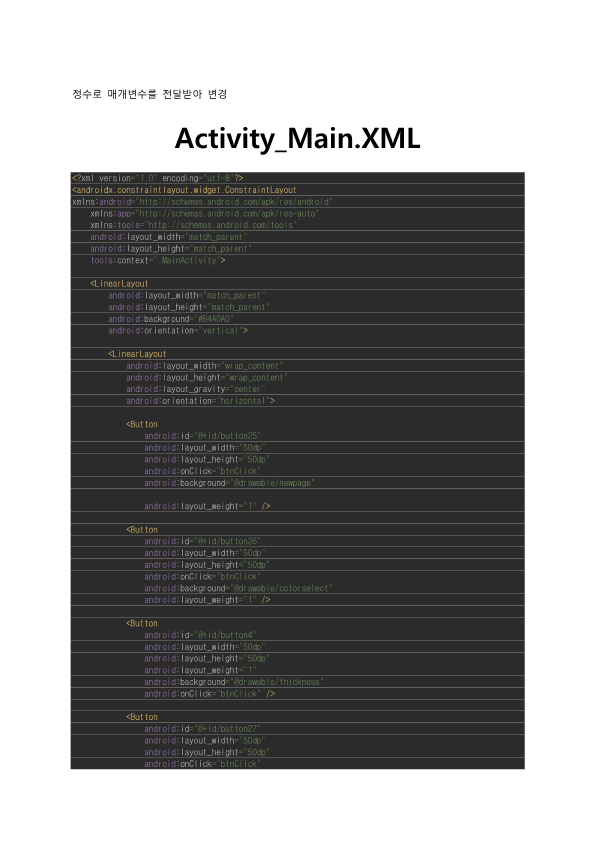 정수로 매개변수를 전달받아 변경
Activity_Main.XML
<?xml version="1.0" encoding="utf-8"?>
<androidx.constraintlayout.widget.ConstraintLayout
xmlns:android="http://schemas.android.com/apk/res/android"
    xmlns:app="http://schemas.android.com/apk/res-auto"
    xmlns:tools="http://schemas.android.com/tools"
    android:layout_width="match_parent"
    android:layout_height="match_parent"
    tools:context=".MainActivity">
    <LinearLayout
        android:layout_width="match_parent"
        android:layout_height="match_parent"
        android:background="#B4A0A0"
        android:orientation="vertical">
        <LinearLayout
            android:layout_width="wrap_content"
            android:layout_height="wrap_content"
            android:layout_gravity="center"
            android:orientation="horizontal">
            <Button
                android:id="@+id/button25"
                android:layout_width="50dp"
                android:layout_height="50dp"
                android:onClick="btnClick"
                android:background="@drawable/newpage"
                android:layout_weight="1" />
            <Button
                android:id="@+id/button26"
                android:layout_width="50dp"
                android:layout_height="50dp"
                android:onClick="btnClick"
                android:background="@drawable/colorselect"
                android:layout_weight="1" />
            <Button
                android:id="@+id/button4"
                android:layout_width="50dp"
                android:layout_height="50dp"
                android:layout_weight="1"
                android:background="@drawable/thickness"
                android:onClick="btnClick" />
            <Button
                android:id="@+id/button27"
                android:layout_width="50dp"
                android:layout_height="50dp"
                android:onClick="btnClick"